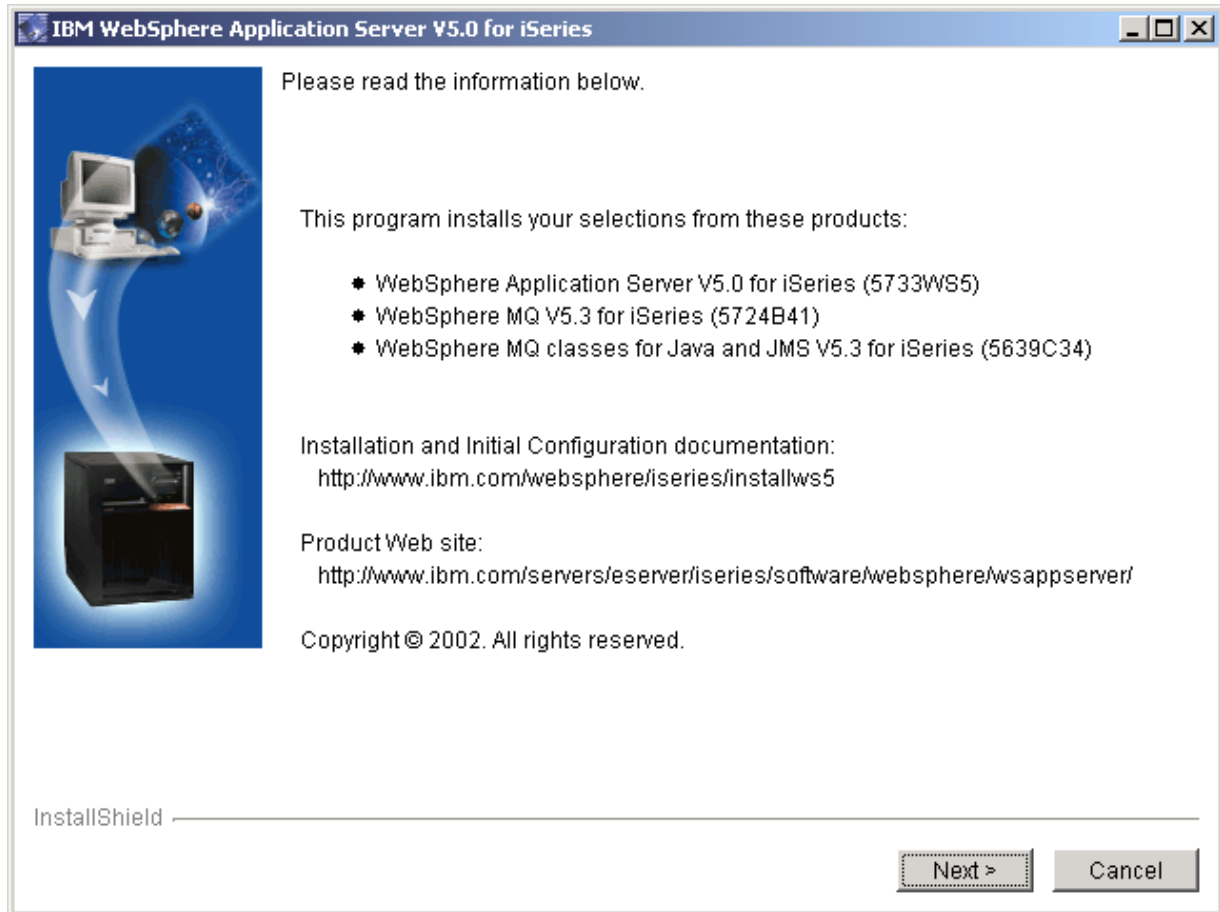 IBM WebSphere Application Server V5.0 for iSeries
Please read the information below.
This program installs your selections from these products:
WebSphere Application Server V5.0 for iSeries (5733WS5)
WebSphere MQ V5.3 for iSeries (5724B41)
WebSphere MQ classes for Java and JMS V5.3 for iSeries (5639C34)
Installation and Initial Configuration documentation:
http://www.ibm.com/websphere/iseries/installws5
Product Web site:
http://www.ibm.com/servers/eserver/iseries/software/websphere/wsappserver/
Copyright © 2002. All rights reserved.
InstallShield
Next >
Cancel